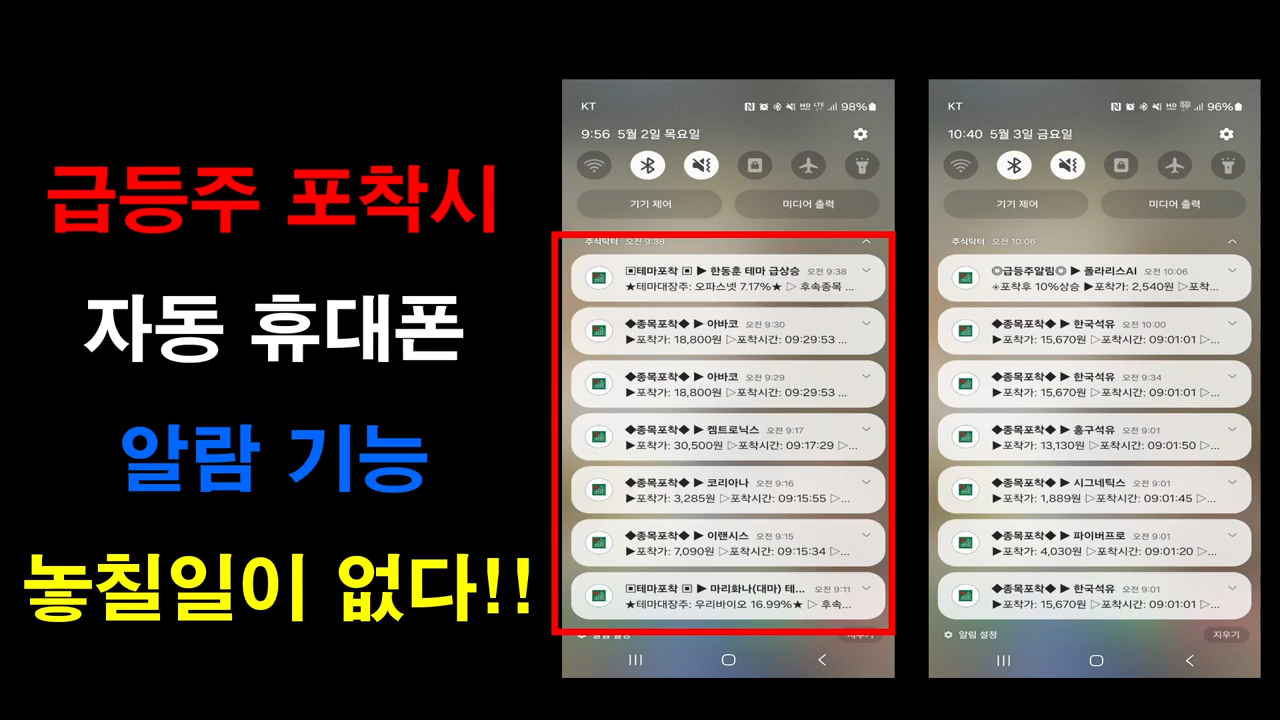 급등주 포착시
자동 휴대폰
알람 기능
놓칠일이 없다!!
KT
98%
9:56 5월 2일 목요일
기기 제어
미디어 출력
주식닥터 오전 9:38
▣테마포착 ▣ ▶ 한동훈 테마 급상승 오전 9:38
★테마대장주: 오파스넷 7.17%★ ▷ 후속종목 ...
◆종목포착◆ ▶ 아바코 오전 9:30
▶포착가: 18,800원 ▷포착시간: 09:29:53 ...
◆종목포착◆ ▶ 아바코 오전 9:29
▶포착가: 18,800원 ▷포착시간: 09:29:53 ...
◆종목포착◆ ▶ 켐트로닉스 오전 9:17
▶포착가: 30,500원 ▷포착시간: 09:17:29 ▷...
◆종목포착◆ ▶ 코리아나 오전 9:16
▶포착가: 3,285원 ▷포착시간: 09:15:55 ▷...
◆종목포착◆ ▶ 이랜시스 오전 9:15
▶포착가: 7,090원 ▷포착시간: 09:15:34 ▷...
▣테마포착 ▣ ▶ 마리화나(대마) 테... 오전 9:11
★테마대장주: 우리바이오 16.99%★ ▷ 후속...
KT
96%
10:40 5월 3일 금요일
기기 제어
미디어 출력
주식닥터 오전 10:06
◎급등주알림◎ ▶ 폴라리스AI 오전 10:06
◈포착후 10%상승 ▶포착가: 2,540원 ▷포착...
◆종목포착◆ ▶ 한국석유 오전 10:00
▶포착가: 15,670원 ▷포착시간: 09:01:01 ▷...
◆종목포착◆ ▶ 한국석유 오전 9:34
▶포착가: 15,670원 ▷포착시간: 09:01:01 ▷...
◆종목포착◆ ▶ 흥구석유 오전 9:01
▶포착가: 13,130원 ▷포착시간: 09:01:50 ▷...
◆종목포착◆ ▶ 시그네틱스 오전 9:01
▶포착가: 1,889원 ▷포착시간: 09:01:45 ▷...
◆종목포착◆ ▶ 파이버프로 오전 9:01
▶포착가: 4,030원 ▷포착시간: 09:01:20 ▷...
◆종목포착◆ ▶ 한국석유 오전 9:01
▶포착가: 15,670원 ▷포착시간: 09:01:01 ▷...
알림 설정
지우기